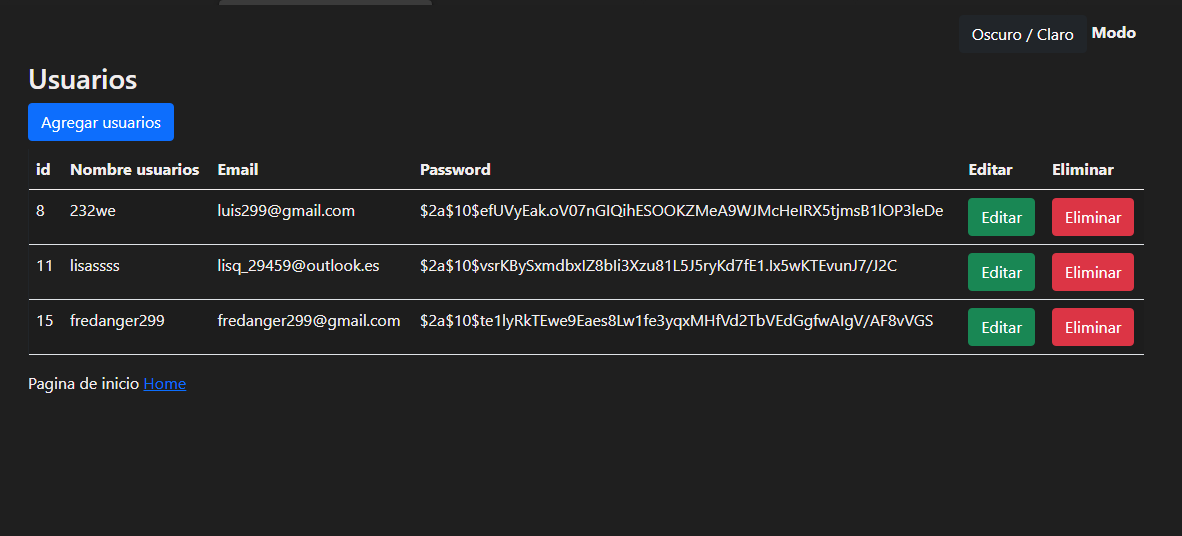 Oscuro / Claro Modo
Usuarios
Agregar usuarios
id Nombre usuarios Email Password Editar Eliminar
8 232we luis299@gmail.com $2a$10$efUVyEak.oV07nGIQihESOOKZMeA9WJMcHeIRX5tjmsB1lOP3leDe Editar Eliminar
11 lisassss lisq_29459@outlook.es $2a$10$vsrKBySxmdbxIZ8bIi3Xzu81L5J5ryKd7fE1.Ix5wKTEvunJ7/J2C Editar Eliminar
15 fredanger299 fredanger299@gmail.com $2a$10$te1lyRkTEwe9Eaes8Lw1fe3yqxMHfVd2TbVEdGgfwAIgV/AF8vVGS Editar Eliminar
Pagina de inicio Home